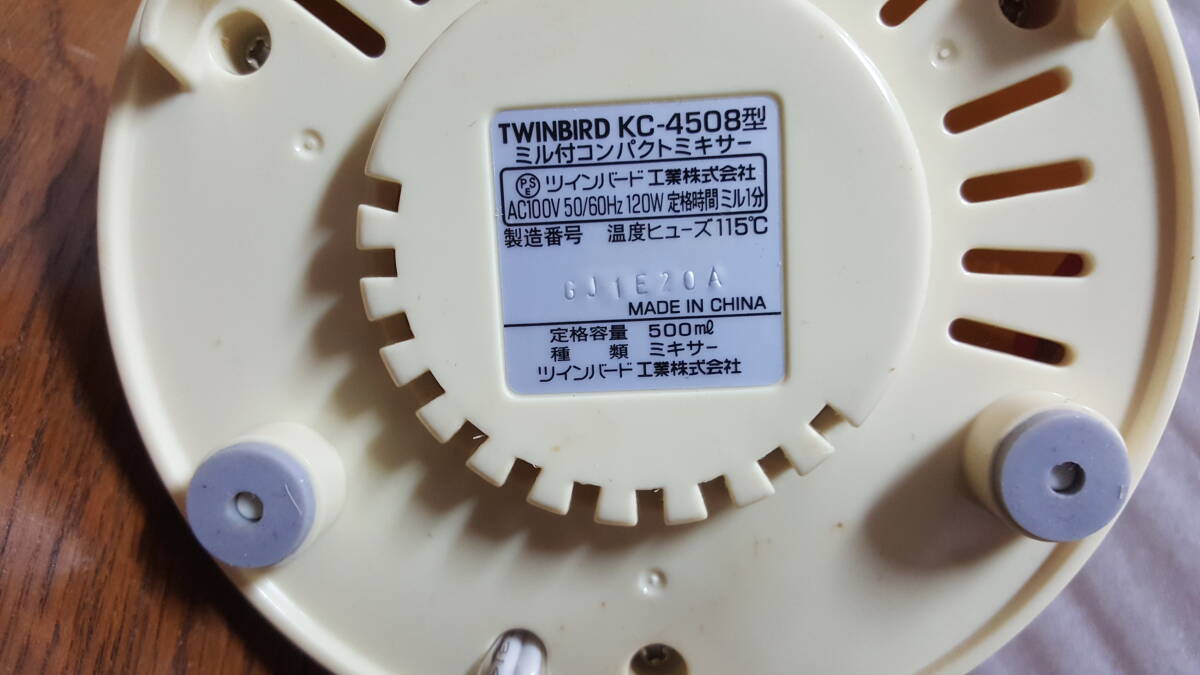 TWINBIRD KC-4508型
ミル付コンパクトミキサー
PSE ツインバード工業株式会社
AC100V 50/60Hz 120W 定格時間 ミル1分
製造番号 温度ヒューズ115℃
GJ1E20A
MADE IN CHINA
定格容量 500mℓ
種類 ミキサー
ツインバード工業株式会社